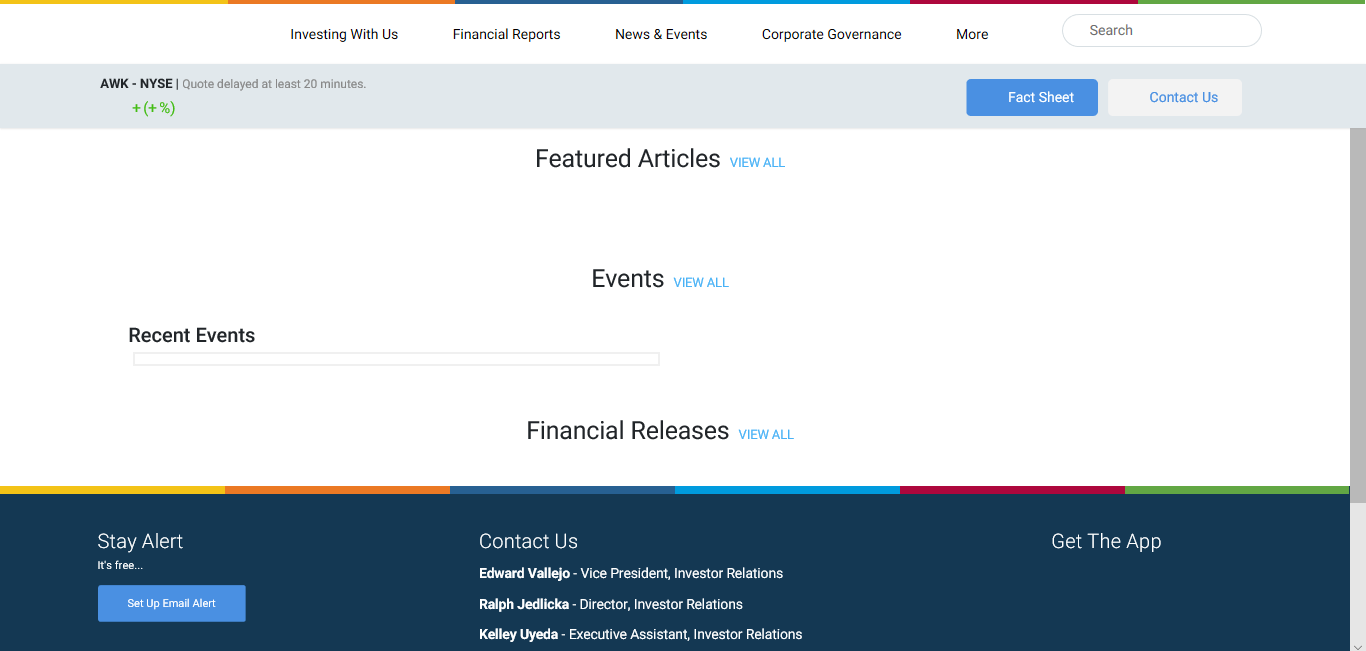 Investing With Us Financial Reports News & Events Corporate Governance More Search
AWK - NYSE | Quote delayed at least 20 minutes.
+ (+ %)
Fact Sheet Contact Us
Featured Articles VIEW ALL
Events VIEW ALL
Recent Events
Financial Releases VIEW ALL
Stay Alert
It's free...
Set Up Email Alert
Contact Us
Edward Vallejo - Vice President, Investor Relations
Ralph Jedlicka - Director, Investor Relations
Kelley Uyeda - Executive Assistant, Investor Relations
Get The App